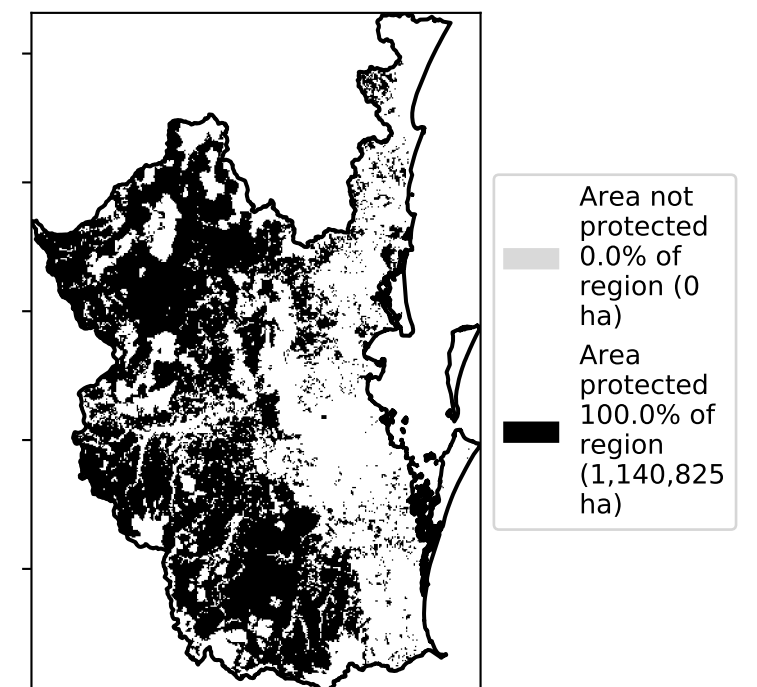 Area not
protected
0.0% of
region (0
ha)
Area
protected
100.0% of
region
(1,140,825
ha)